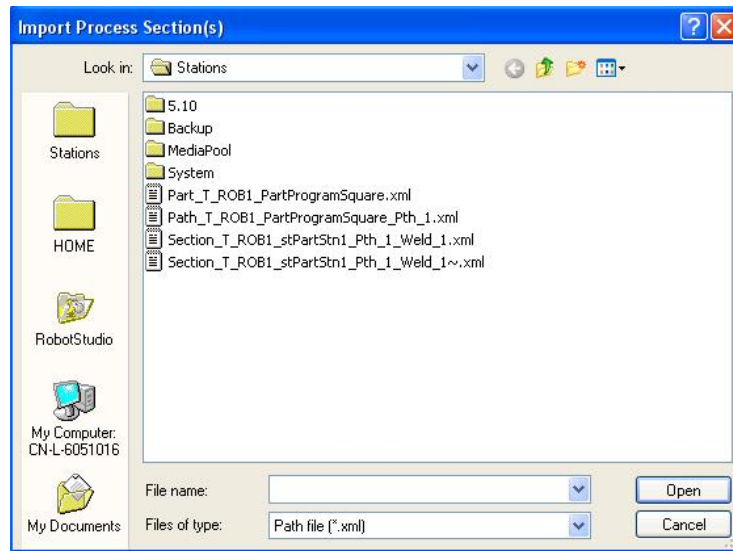 Import Process Section(s)
Look in:
Stations
Stations
HOME
RobotStudio
My Computer:
CN-L-6051016
My Documents
5.10
Backup
MediaPool
System
Part_T_ROB1_PartProgramSquare.xml
Path_T_ROB1_PartProgramSquare_Pth_1.xml
Section_T_ROB1_stPartStn1_Pth_1_Weld_1.xml
Section_T_ROB1_stPartStn1_Pth_1_Weld_1~.xml
File name:
Open
Files of type:
Path file (*.xml)
Cancel